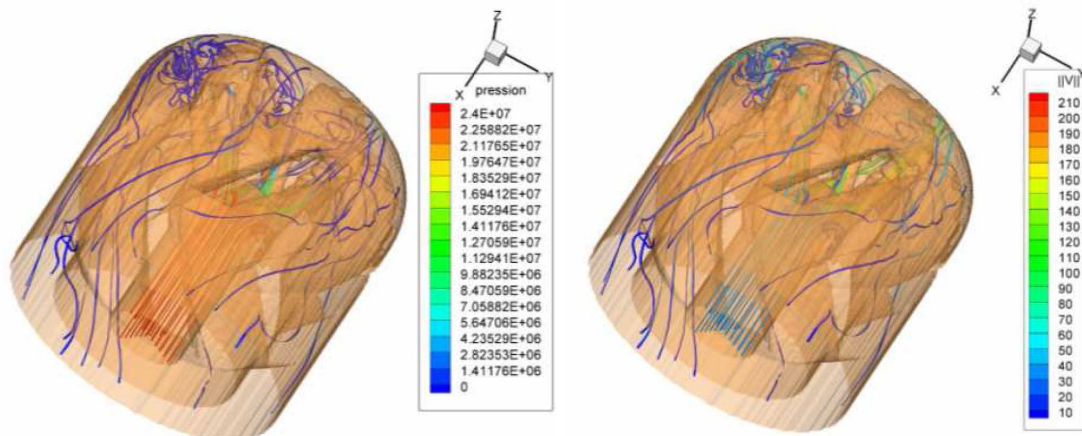 Z
Y
X
pression
2.4E+07
2.25882E+07
2.11765E+07
1.97647E+07
1.83529E+07
1.69412E+07
1.55294E+07
1.41176E+07
1.27059E+07
1.12941E+07
9.88235E+06
8.47059E+06
7.05882E+06
5.64706E+06
4.23529E+06
2.82353E+06
1.41176E+06
0
Z
X
||V||
210
200
190
180
170
160
150
140
130
120
110
100
90
80
70
60
50
40
30
20
10